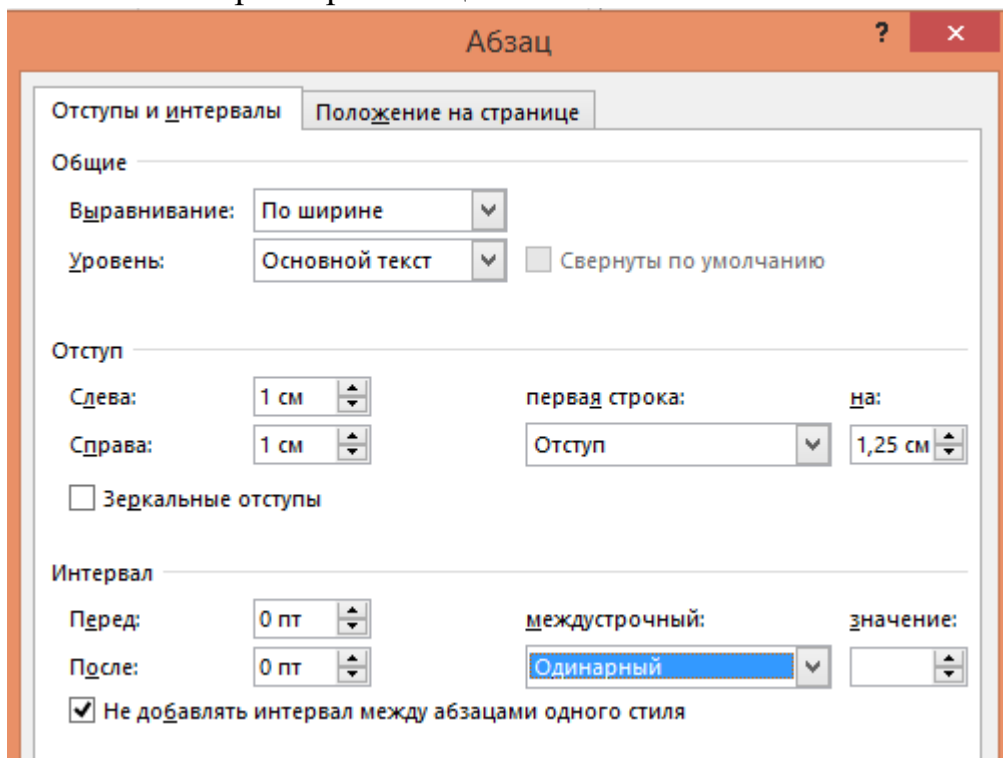 Абзац ?
Отступы и интервалы Положение на странице
Общие
Выравнивание: По ширине
Уровень: Основной текст Свернуты по умолчанию
Отступ
Слева: 1 см первая строка: на:
Справа: 1 см Отступ 1,25 см
Зеркальные отступы
Интервал
Перед: 0 пт междустрочный: значение:
После: 0 пт Одинарный
Не добавлять интервал между абзацами одного стиля